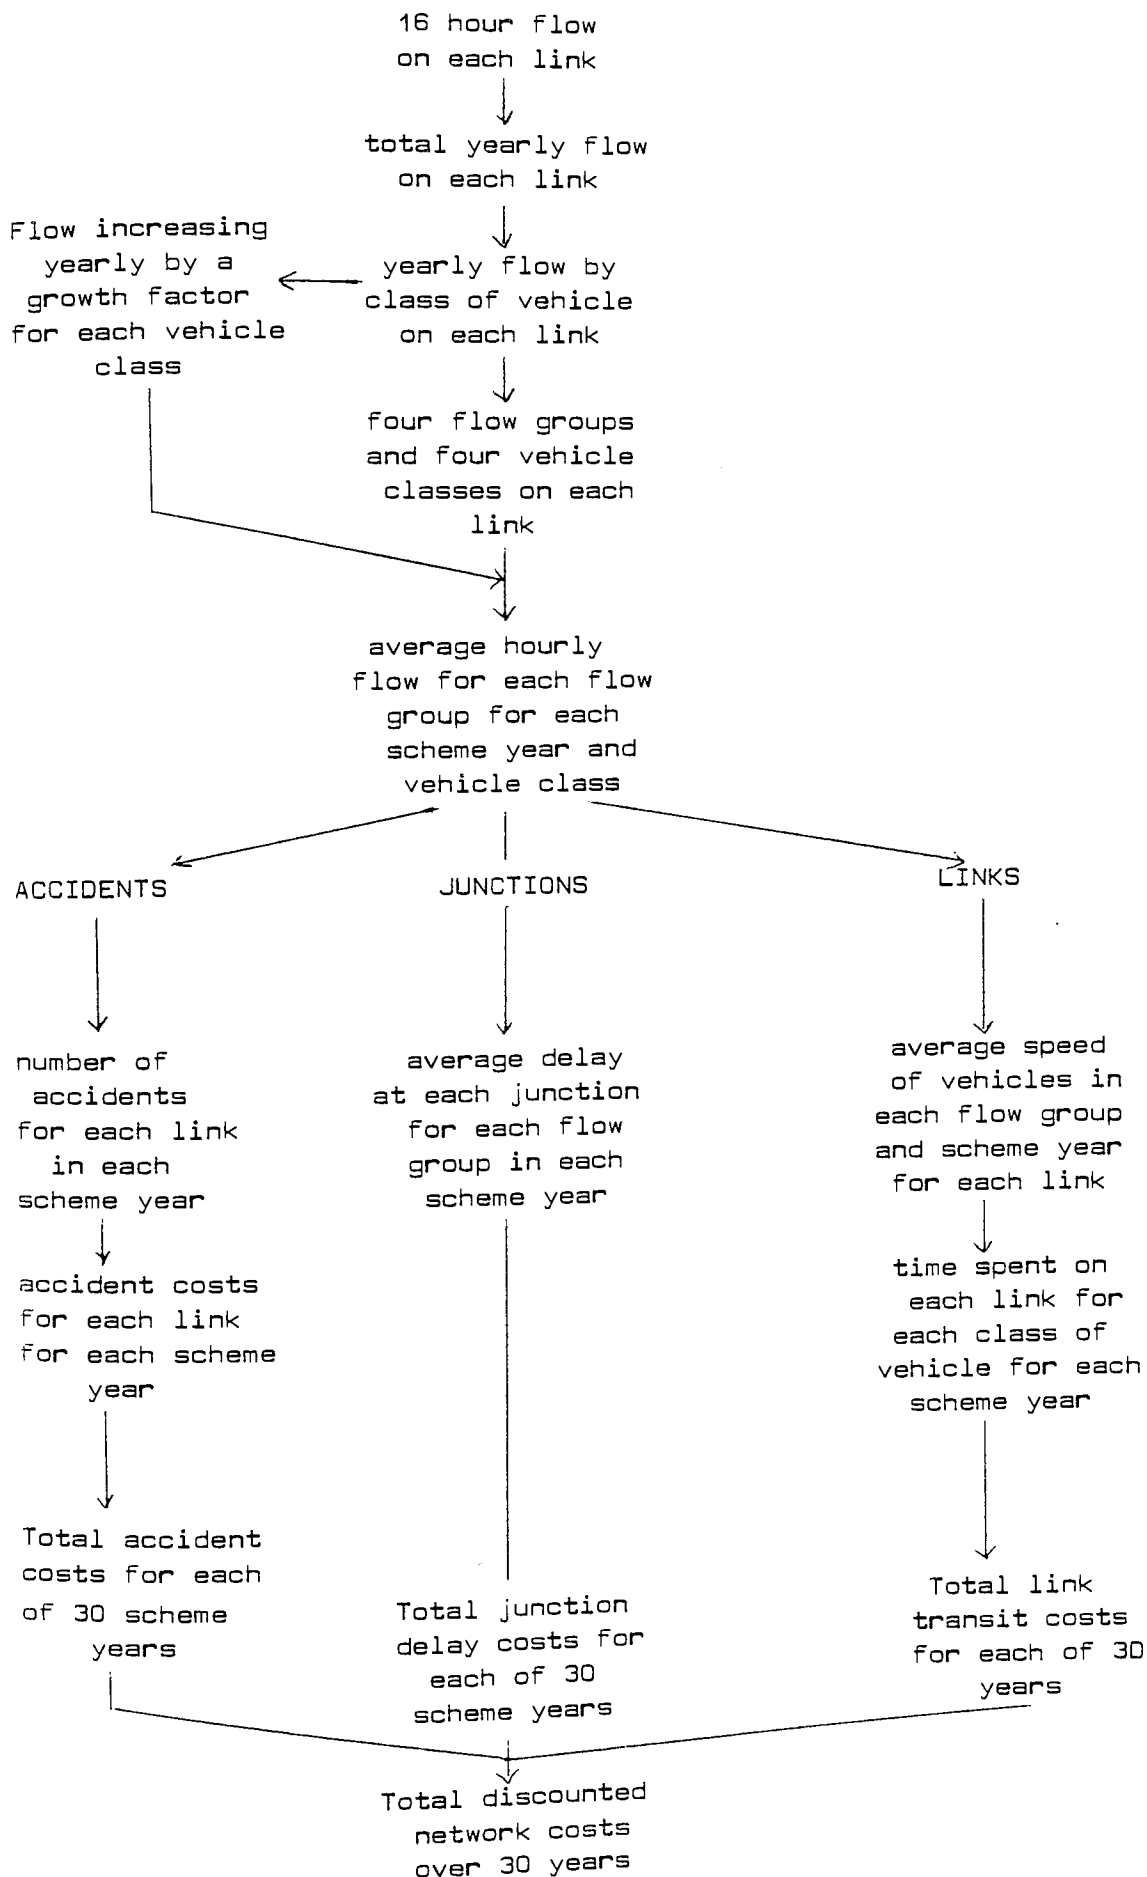 16 hour flow
on each link
total yearly flow
on each link
Flow increasing
yearly by a
growth factor
for each vehicle
class
yearly flow by
class of vehicle
on each link
four flow groups
and four vehicle
classes on each
link
average hourly
flow for each flow
group for each
scheme year and
vehicle class
ACCIDENTS
number of
accidents
for each link
in each
scheme year
accident costs
for each link
for each scheme
year
Total accident
costs for each
of 30 scheme
years
JUNCTIONS
average delay
at each junction
for each flow
group in each
scheme year
Total junction
delay costs for
each of 30
scheme years
LINKS
average speed
of vehicles in
each flow group
and scheme year
for each link
time spent on
each link for
each class of
vehicle for each
scheme year
Total link
transit costs
for each of 30
years
Total discounted
network costs
over 30 years